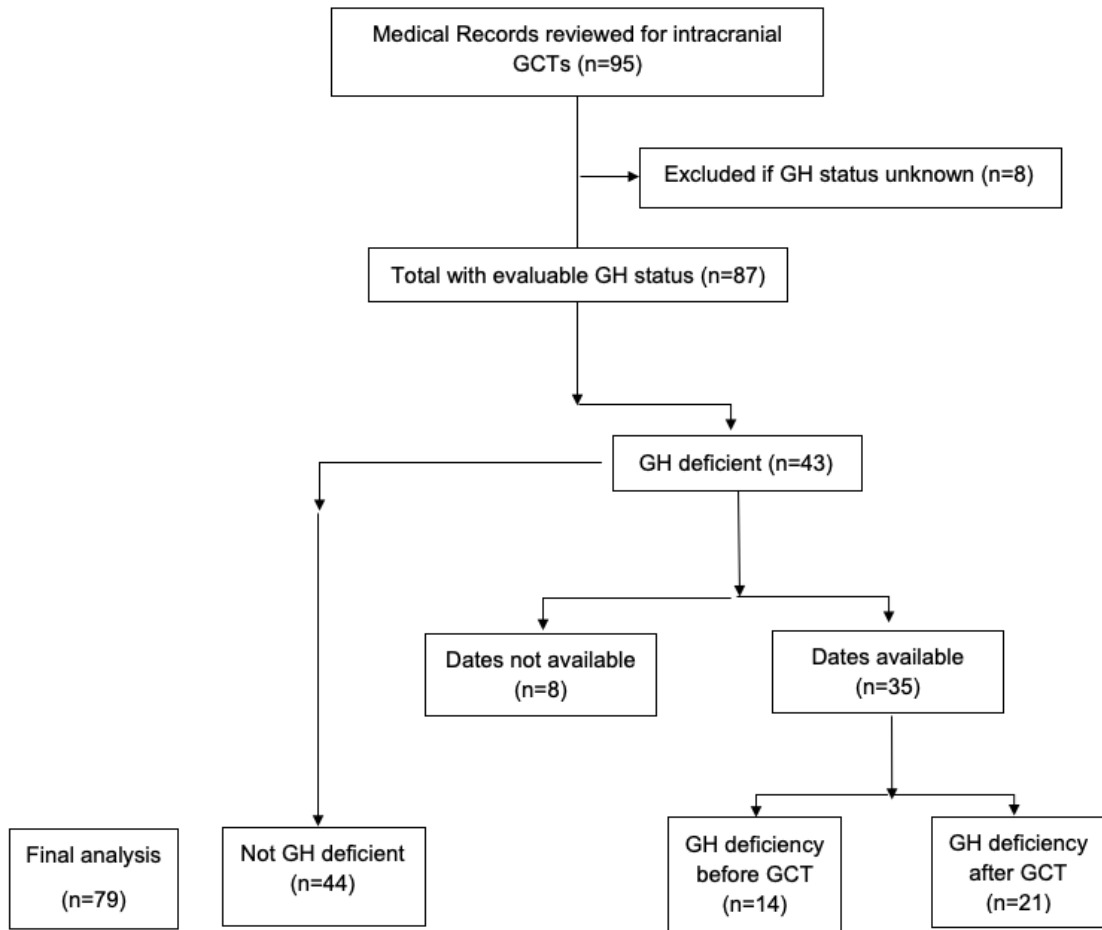 Medical Records reviewed for intracranial
GCTs (n=95)
Excluded if GH status unknown (n=8)
Total with evaluable GH status (n=87)
GH deficient (n=43)
Dates not available
(n=8)
Dates available
(n=35)
Final analysis
(n=79)
Not GH deficient
(n=44)
GH deficiency
before GCT
(n=14)
GH deficiency
after GCT
(n=21)